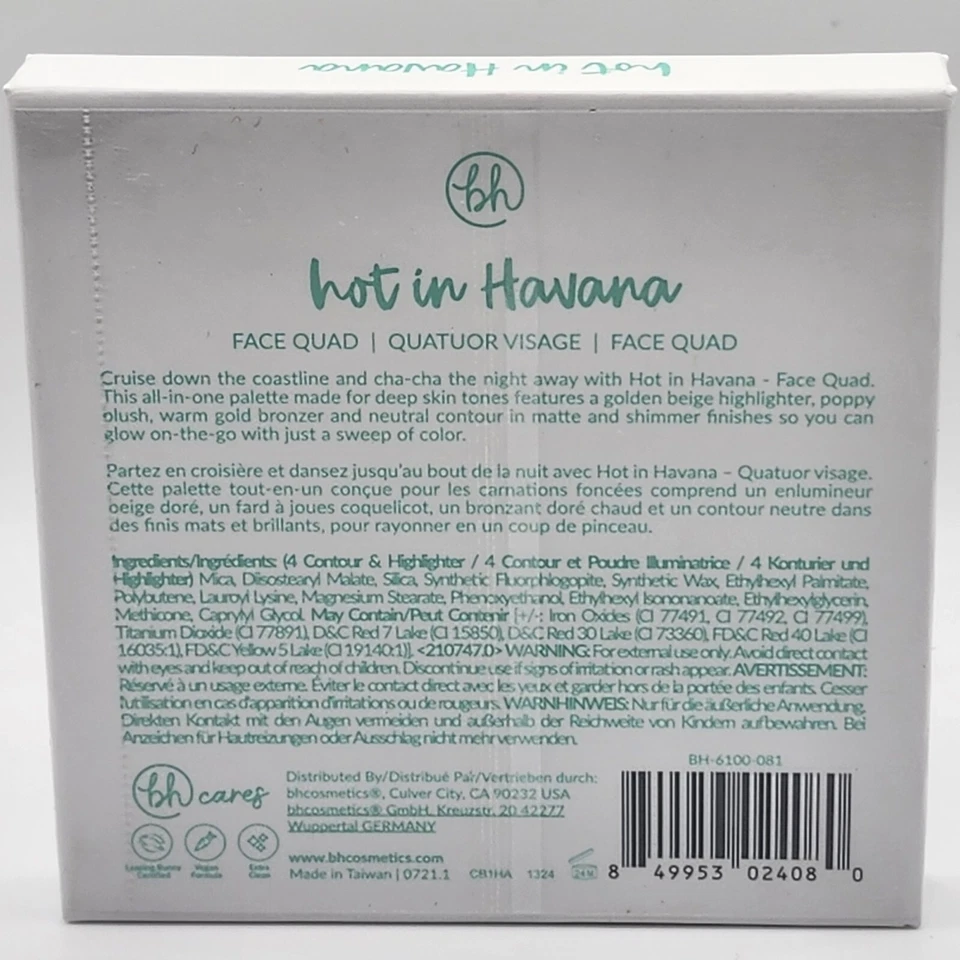 hot in Havana
bh
hot in Havana
FACE QUAD | QUATUOR VISAGE | FACE QUAD
Cruise down the coastline and cha-cha the night away with Hot in Havana - Face Quad.
This all-in-one palette made for deep skin tones features a golden beige highlighter, poppy
blush, warm gold bronzer and neutral contour in matte and shimmer finishes so you can
glow on-the-go with just a sweep of color.
Partez en croisière et dansez jusqu'au bout de la nuit avec Hot in Havana – Quatuor visage.
Cette palette tout-en-un conçue pour les carnations foncées comprend un enlumineur
beige doré, un fard à joues coquelicot, un bronzant doré chaud et un contour neutre dans
des finis mats et brillants, pour rayonner en un coup de pinceau.
Ingredients/Ingrédients: (4 Contour & Highlighter / 4 Contour et Poudre Illuminatrice / 4 Konturier und
Highlighter) Mica, Diisostearyl Malate, Silica, Synthetic Fluorphlogopite, Synthetic Wax, Ethylhexyl Palmitate,
Polybutene, Lauroyl Lysine, Magnesium Stearate, Phenoxyethanol, Ethylhexyl Isononanoate, Ethylhexylglycerin,
Methicone, Caprylyl Glycol. May Contain/Peut Contenir [+/-: Iron Oxides (CI 77491, CI 77492, CI 77499),
Titanium Dioxide (CI 77891), D&C Red 7 Lake (CI 15850), D&C Red 30 Lake (CI 73360), FD&C Red 40 Lake (CI
16035:1), FD&C Yellow 5 Lake (CI 19140:1)]. <210747.0> WARNING: For external use only. Avoid direct contact
with eyes and keep out of reach of children. Discontinue use if signs of irritation or rash appear. AVERTISSEMENT:
Réservé à un usage externe. Éviter le contact direct avec les yeux et garder hors de la portée des enfants. Cesser
l'utilisation en cas d'apparition d'irritations ou de rougeurs. WARNHINWEIS: Nur für die äußerliche Anwendung.
Direkten Kontakt mit den Augen vermeiden und außerhalb der Reichweite von Kindern aufbewahren. Bei
Anzeichen für Hautreizungen oder Ausschlag nicht mehr verwenden.
BH-6100-081
bh cares
Distributed By/Distribué Par/Vertrieben durch:
bhcosmetics®, Culver City, CA 90232 USA
bhcosmetics® GmbH, Kreuzstr. 20 42277
Wuppertal GERMANY
Leaping Bunny Certified
Vegan Formula
Extra Clean
www.bhcosmetics.com
Made in Taiwan | 0721.1 CB1HA 1324 24M
8 49953 02408 0